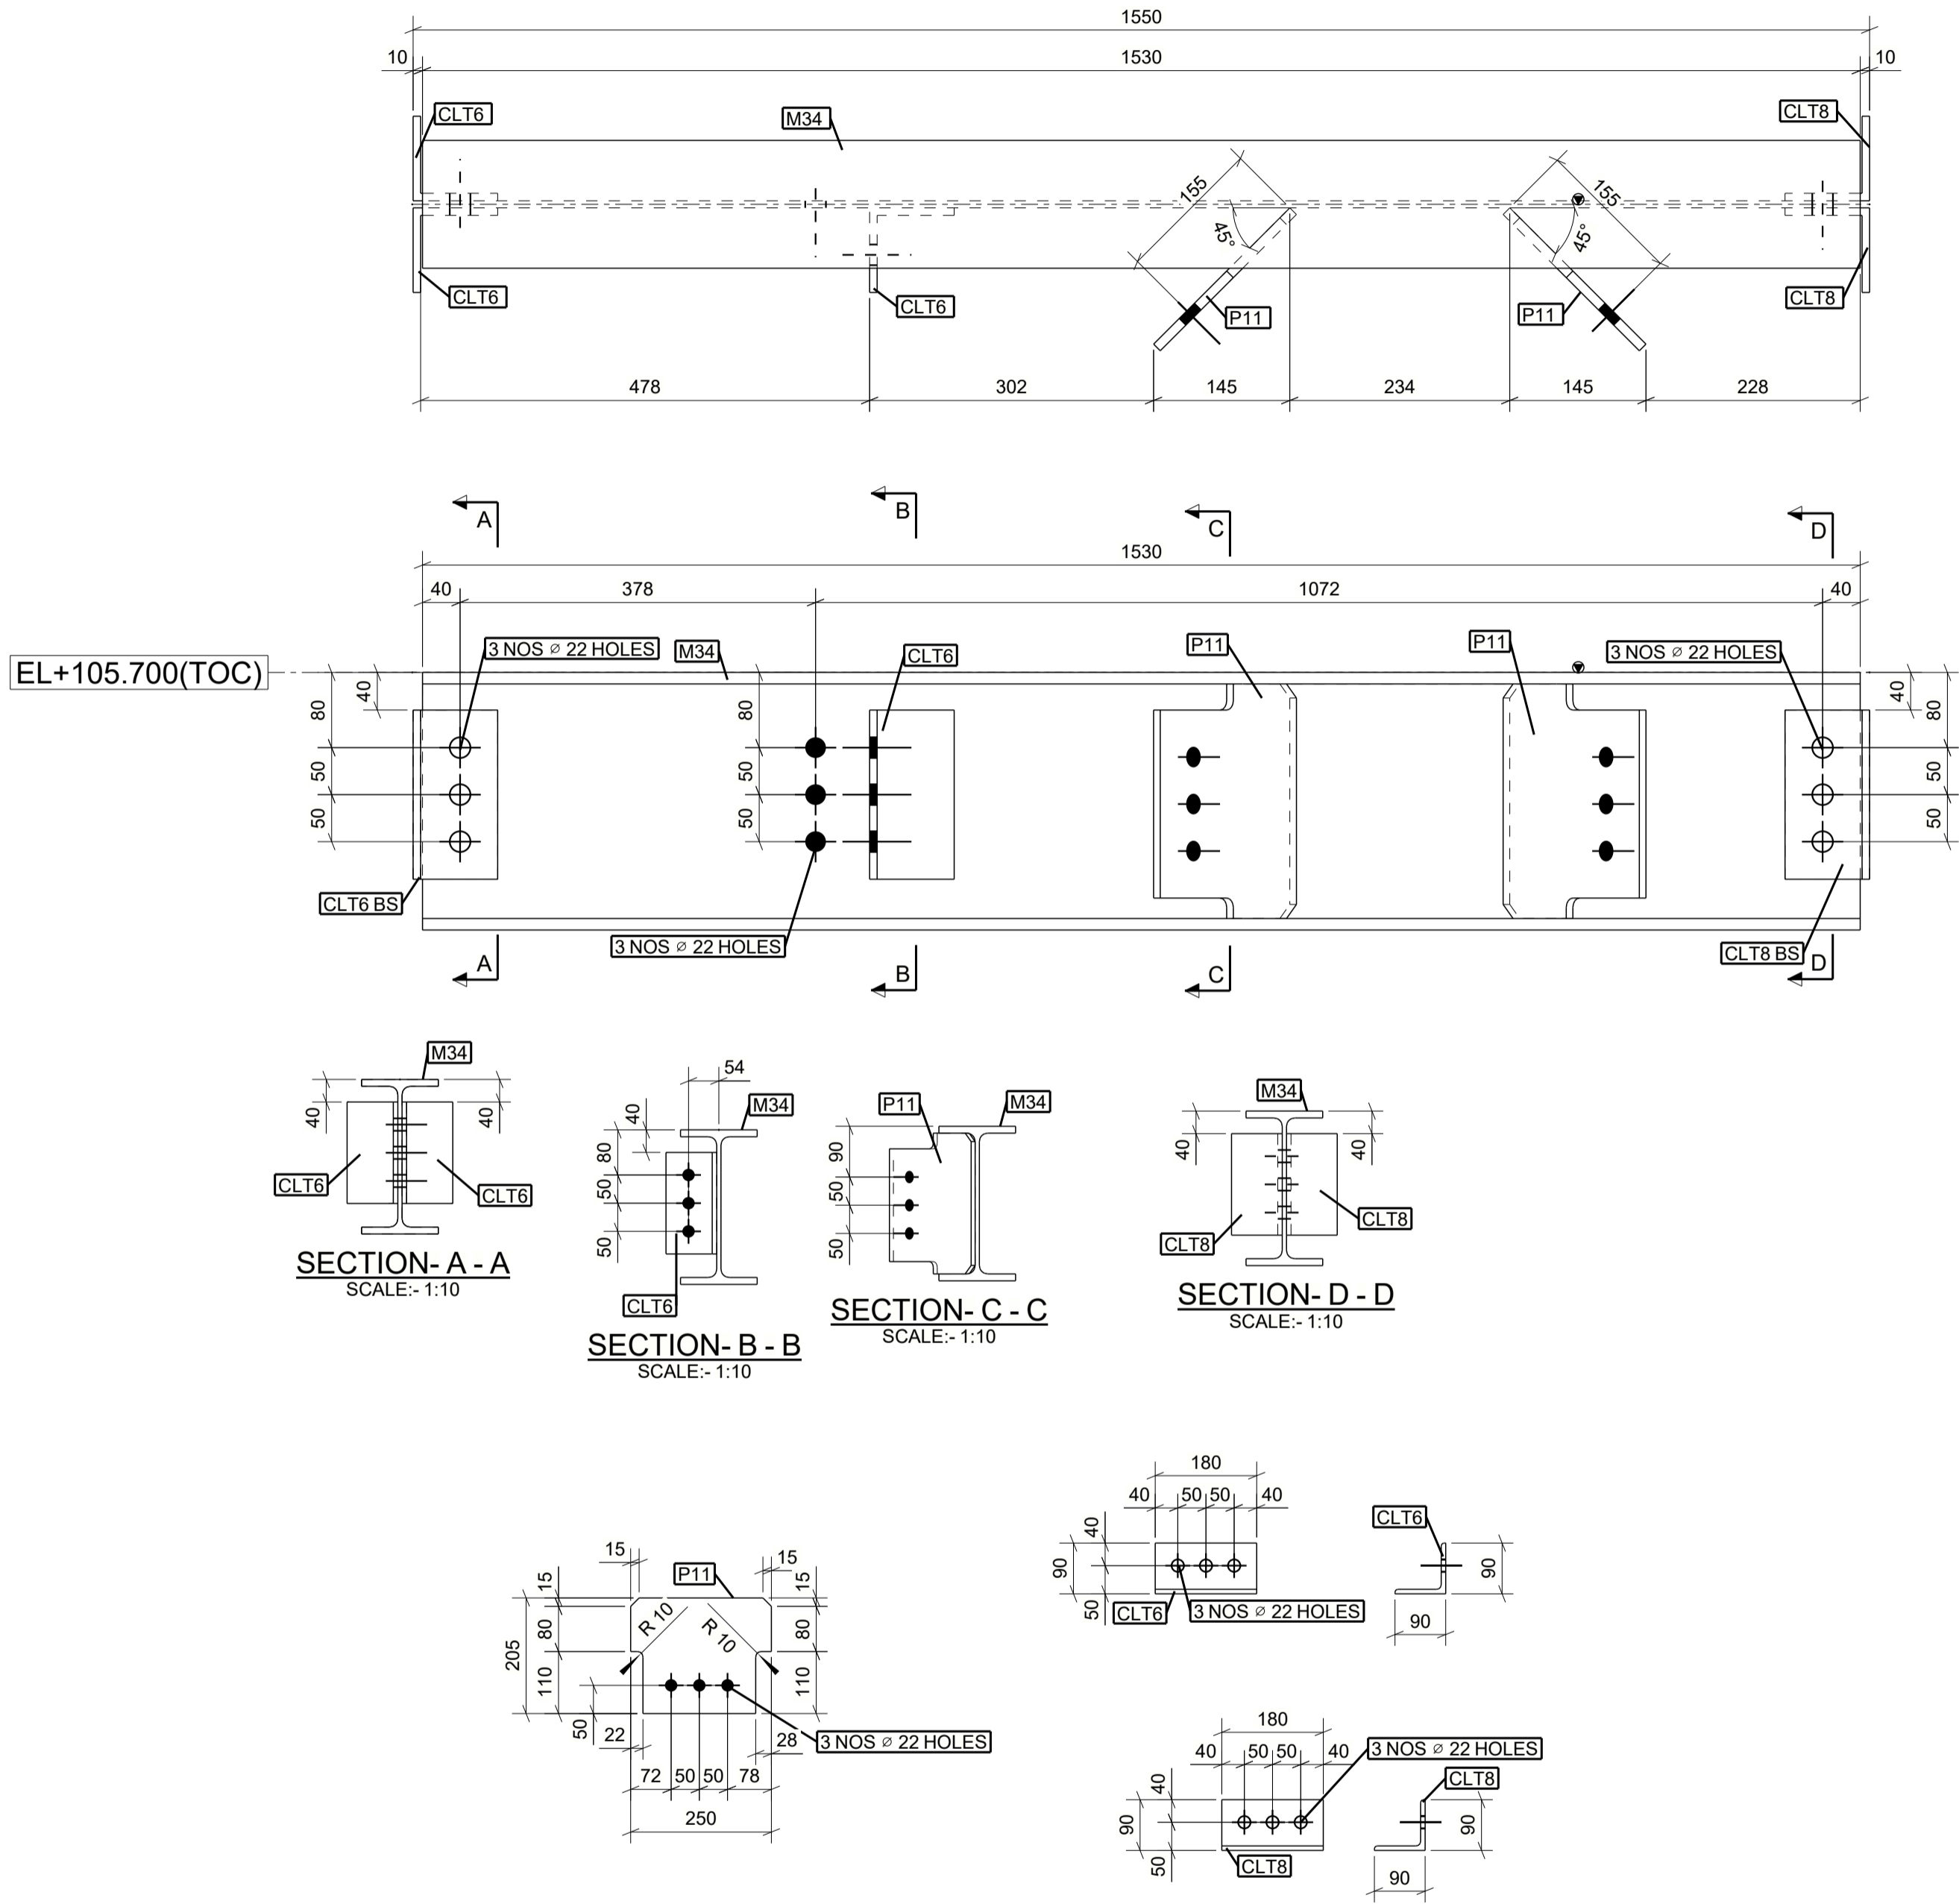 1550
10 1530 10
CLT6 M34 CLT8
155 155
45° 45°
CLT6 CLT6 P11 P11 CLT8
478 302 145 234 145 228
A B C D
1530
40 378 1072 40
3 NOS ⌀ 22 HOLES M34 CLT6 P11 P11 3 NOS ⌀ 22 HOLES
EL+105.700(TOC)
40 80 50 50
80 50 50
40 80 50 50
CLT6 BS 3 NOS ⌀ 22 HOLES CLT8 BS
A B C D
M34
40 40
CLT6 CLT6
SECTION- A - A
SCALE:- 1:10
54
40 M34
80
50
50
CLT6
SECTION- B - B
SCALE:- 1:10
P11 M34
90
50
50
SECTION- C - C
SCALE:- 1:10
M34
40 40
CLT8 CLT8
SECTION- D - D
SCALE:- 1:10
15 P11 15
15 15
R 10 R 10
205 80 80
110 110
50
22 28 3 NOS ⌀ 22 HOLES
72 50 50 78
250
180
40 50 50 40
40 CLT6
90 90
50 CLT6 3 NOS ⌀ 22 HOLES 90
180
40 50 50 40 3 NOS ⌀ 22 HOLES
40 CLT8
90 90
50 CLT8 90